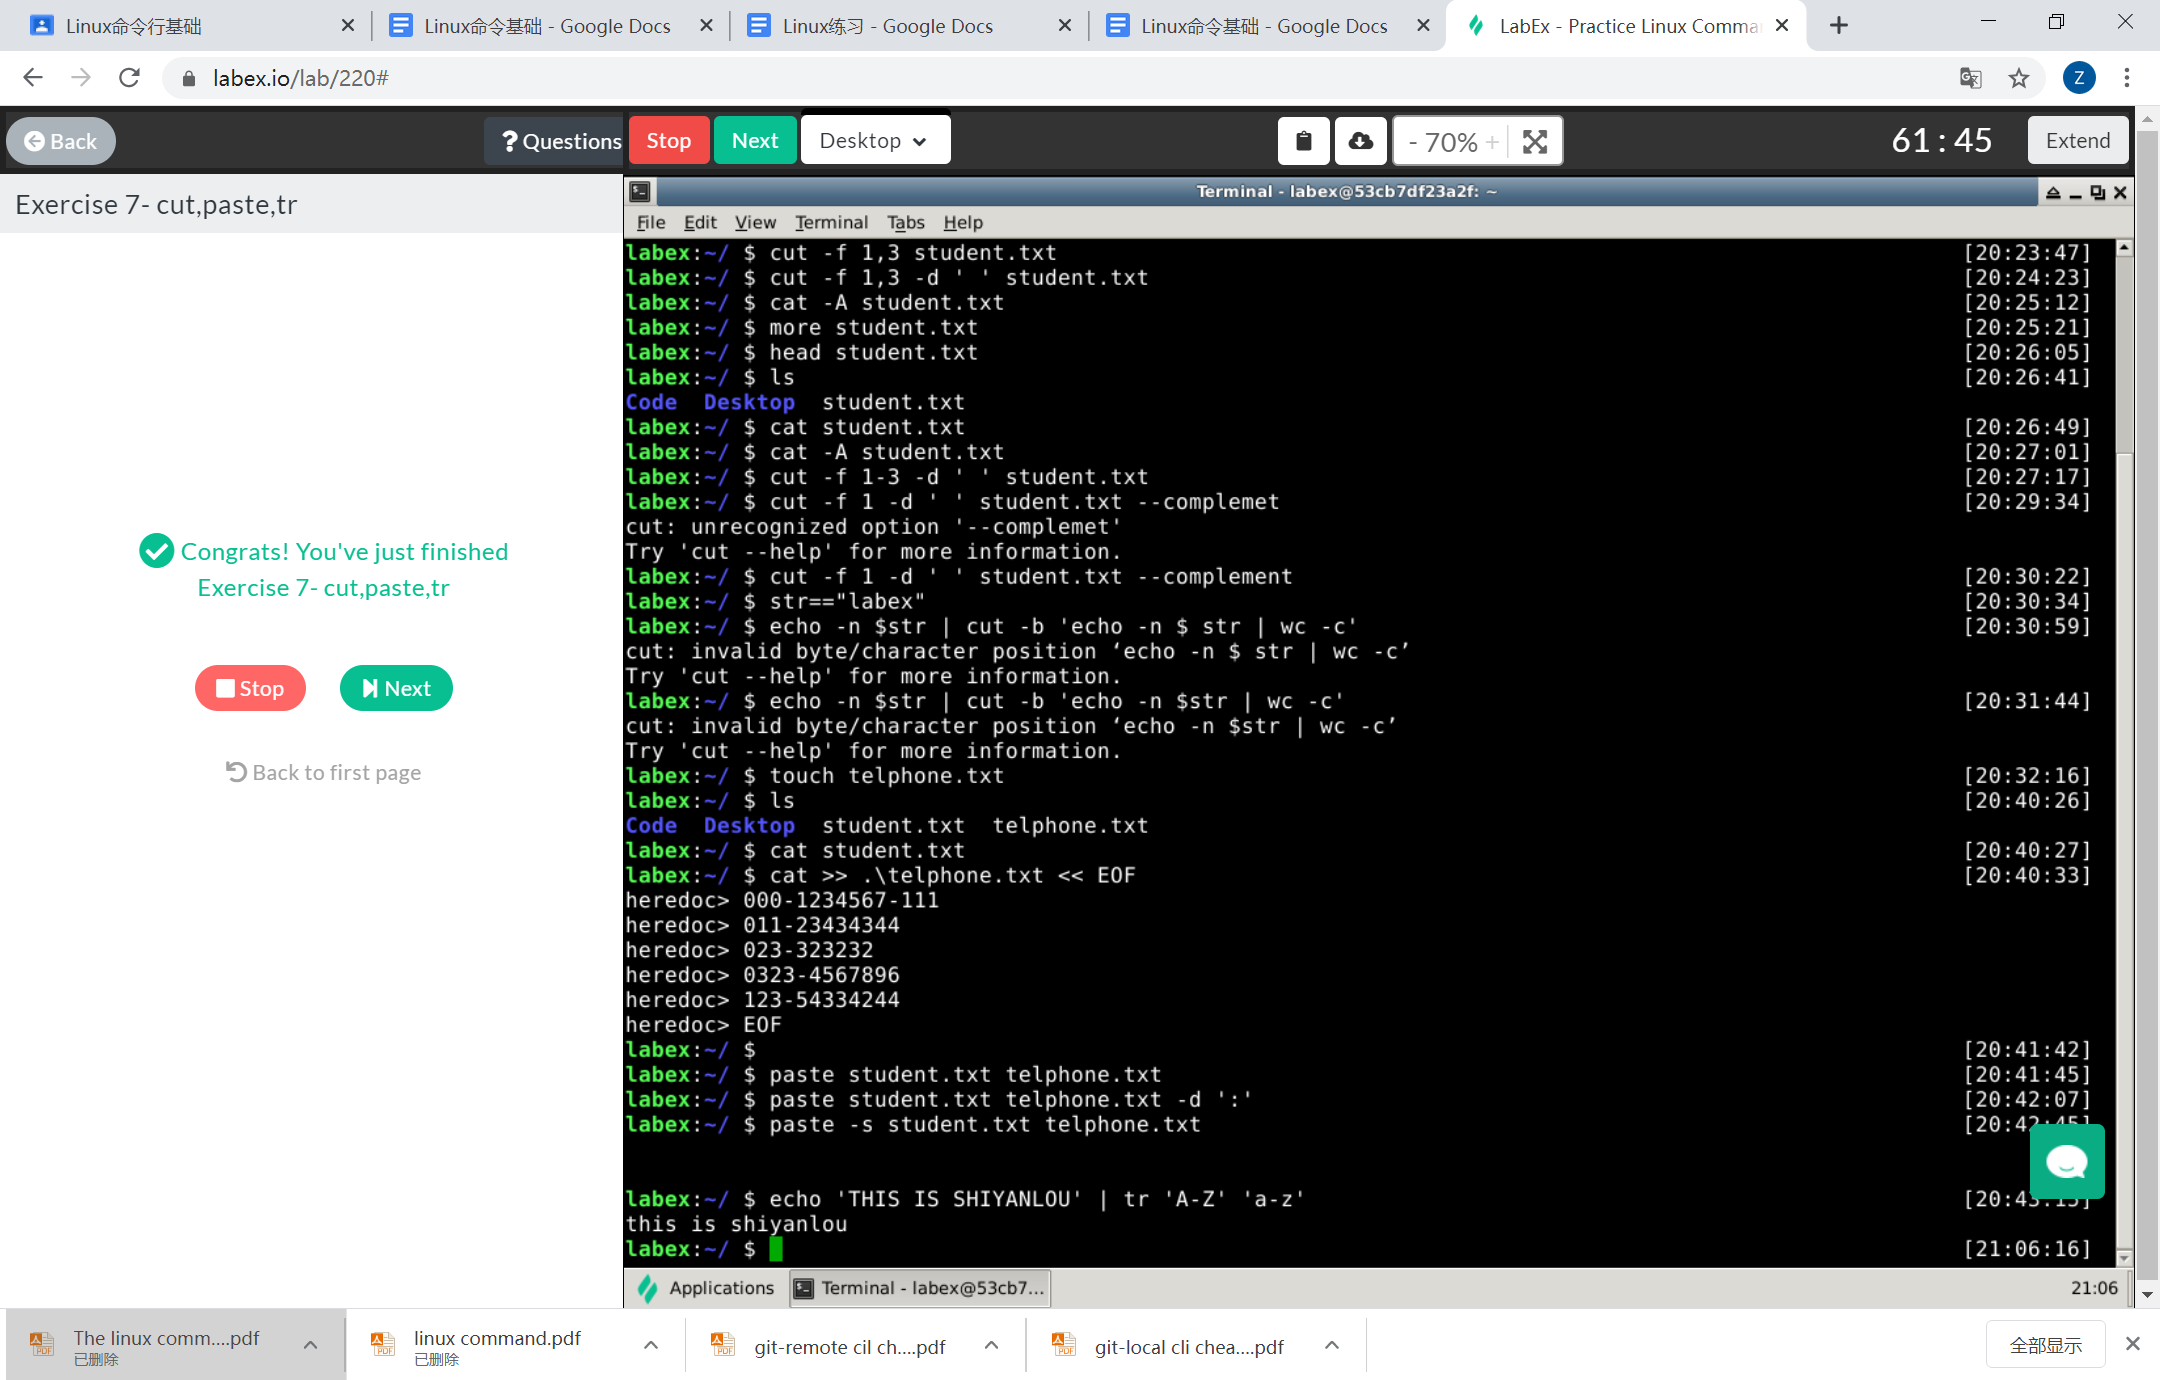 Linux命令行基础
Linux命令基础 - Google Docs
Linux练习 - Google Docs
Linux命令基础 - Google Docs
LabEx - Practice Linux Comma
labex.io/lab/220#
Z
Back
? Questions
Stop
Next
Desktop
- 70% +
61 : 45
Extend
Exercise 7- cut,paste,tr
Congrats! You've just finished
Exercise 7- cut,paste,tr
Stop
Next
Back to first page
Terminal - labex@53cb7df23a2f: ~
File Edit View Terminal Tabs Help
labex:~/ $ cut -f 1,3 student.txt [20:23:47]
labex:~/ $ cut -f 1,3 -d ' ' student.txt [20:24:23]
labex:~/ $ cat -A student.txt [20:25:12]
labex:~/ $ more student.txt [20:25:21]
labex:~/ $ head student.txt [20:26:05]
labex:~/ $ ls [20:26:41]
Code Desktop student.txt
labex:~/ $ cat student.txt [20:26:49]
labex:~/ $ cat -A student.txt [20:27:01]
labex:~/ $ cut -f 1-3 -d ' ' student.txt [20:27:17]
labex:~/ $ cut -f 1 -d ' ' student.txt --complemet [20:29:34]
cut: unrecognized option '--complemet'
Try 'cut --help' for more information.
labex:~/ $ cut -f 1 -d ' ' student.txt --complement [20:30:22]
labex:~/ $ str=="labex" [20:30:34]
labex:~/ $ echo -n $str | cut -b 'echo -n $ str | wc -c' [20:30:59]
cut: invalid byte/character position ‘echo -n $ str | wc -c’
Try 'cut --help' for more information.
labex:~/ $ echo -n $str | cut -b 'echo -n $str | wc -c' [20:31:44]
cut: invalid byte/character position ‘echo -n $str | wc -c’
Try 'cut --help' for more information.
labex:~/ $ touch telphone.txt [20:32:16]
labex:~/ $ ls [20:40:26]
Code Desktop student.txt telphone.txt
labex:~/ $ cat student.txt [20:40:27]
labex:~/ $ cat >> .\telphone.txt << EOF [20:40:33]
heredoc> 000-1234567-111
heredoc> 011-23434344
heredoc> 023-323232
heredoc> 0323-4567896
heredoc> 123-54334244
heredoc> EOF
labex:~/ $ [20:41:42]
labex:~/ $ paste student.txt telphone.txt [20:41:45]
labex:~/ $ paste student.txt telphone.txt -d ':' [20:42:07]
labex:~/ $ paste -s student.txt telphone.txt [20:42:45]
labex:~/ $ echo 'THIS IS SHIYANLOU' | tr 'A-Z' 'a-z' [20:43:13]
this is shiyanlou
labex:~/ $ [21:06:16]
Applications
Terminal - labex@53cb7...
21:06
The linux comm....pdf
已删除
linux command.pdf
已删除
git-remote cil ch....pdf
git-local cli chea....pdf
全部显示